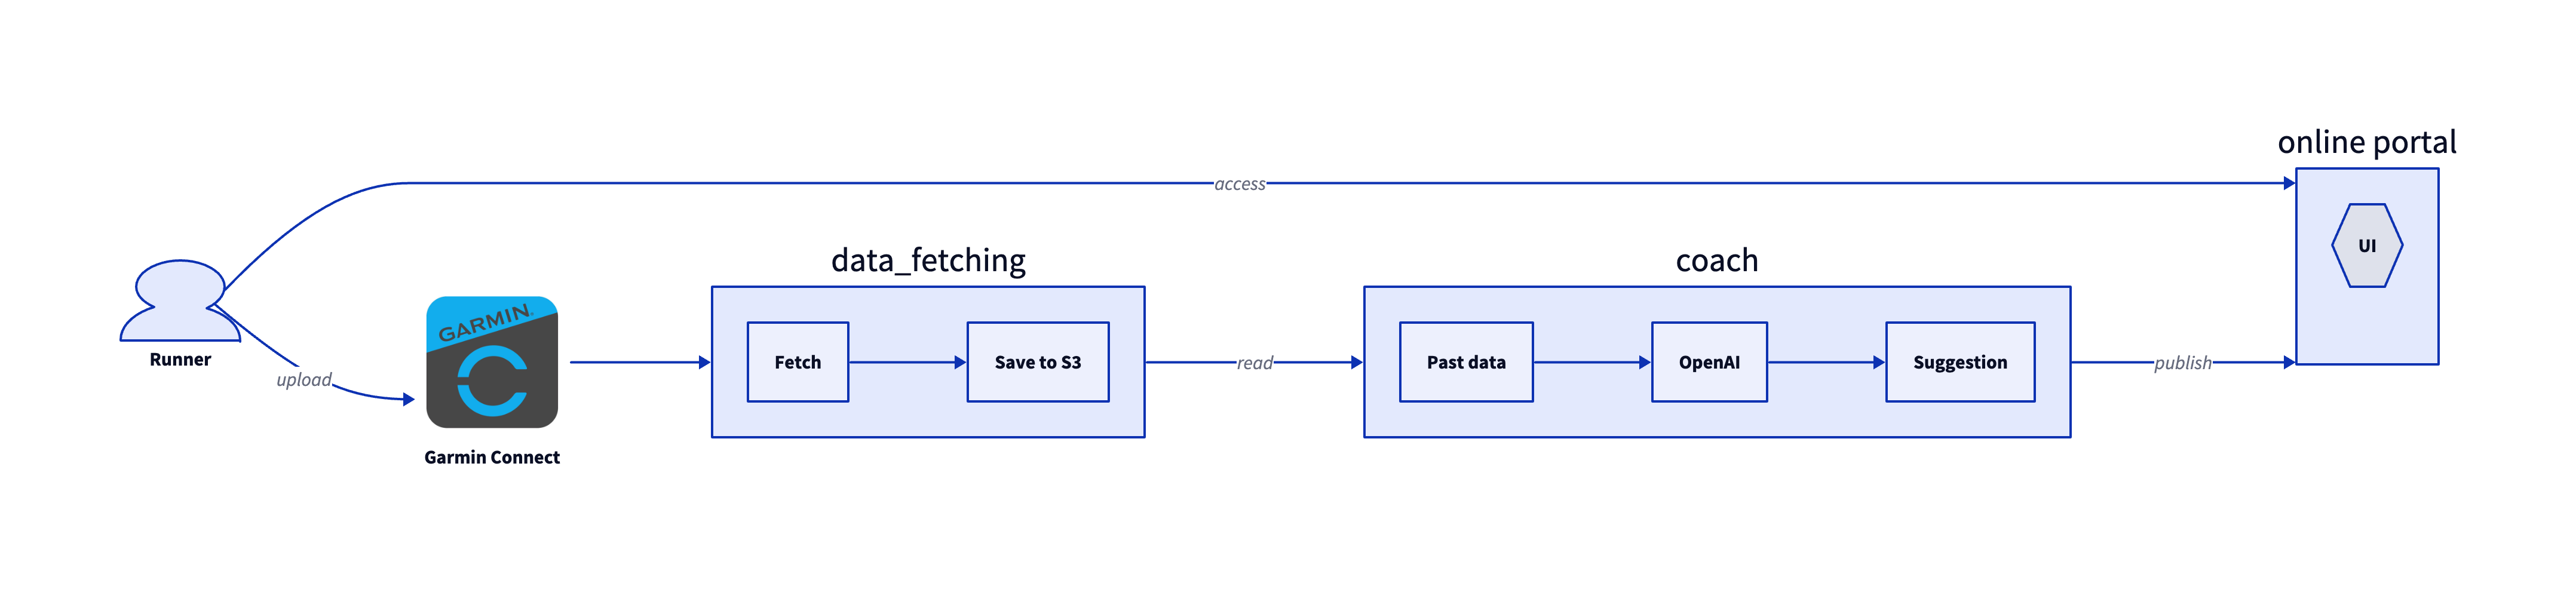 online portal
access
UI
data_fetching
coach
GARMIN.
Runner
Fetch
Save to S3
read
Past data
OpenAI
Suggestion
publish
upload
Garmin Connect